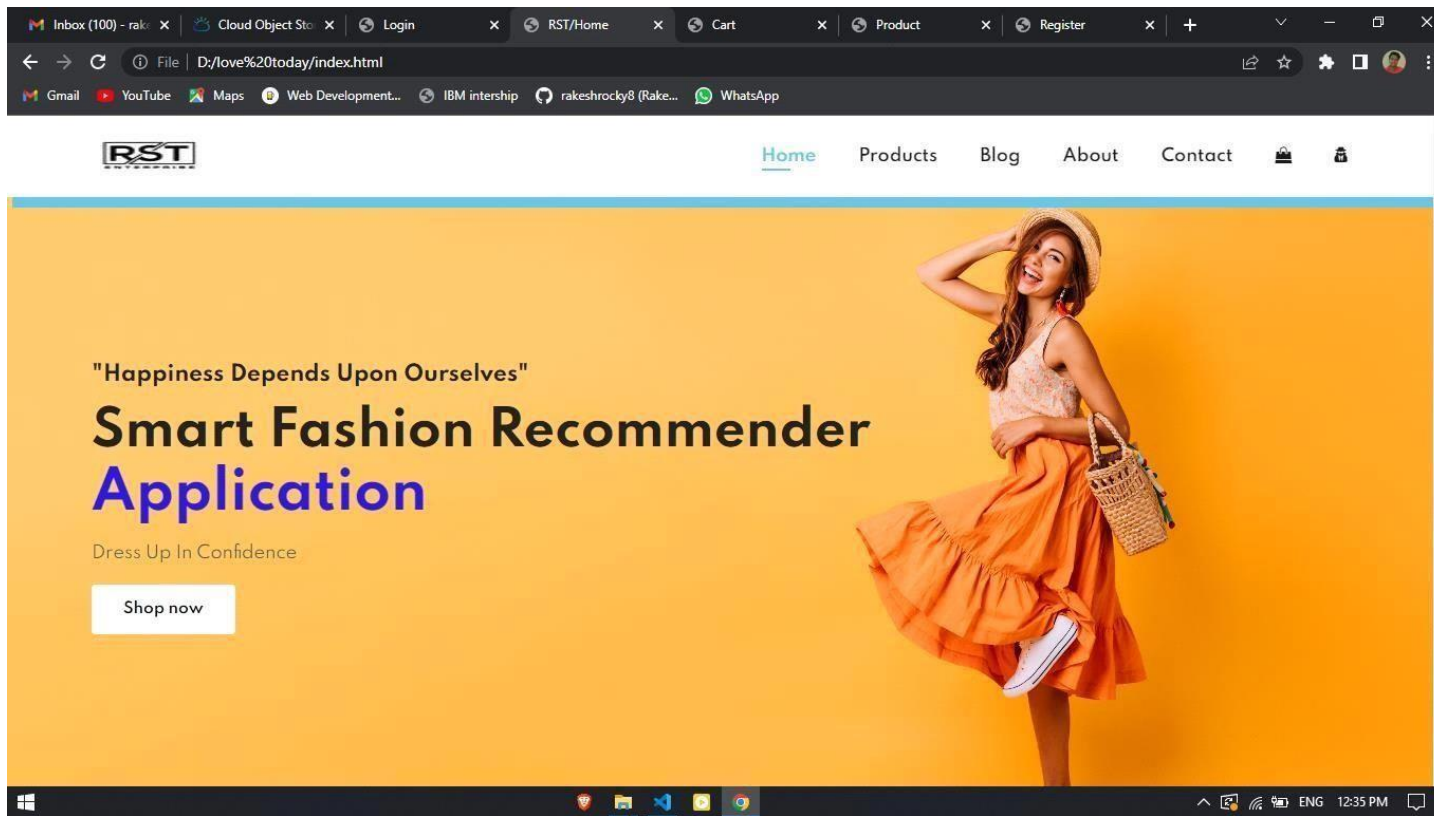 Inbox (100) - rak
Cloud Object Sto
Login
RST/Home
Cart
Product
Register
File
D:/love%20today/index.html
Gmail
YouTube
Maps
Web Development...
IBM intership
rakeshrocky8 (Rake...
WhatsApp
RST
ENTERPRISE
Home
Products
Blog
About
Contact
"Happiness Depends Upon Ourselves"
Smart Fashion Recommender
Application
Dress Up In Confidence
Shop now
ENG
12:35 PM